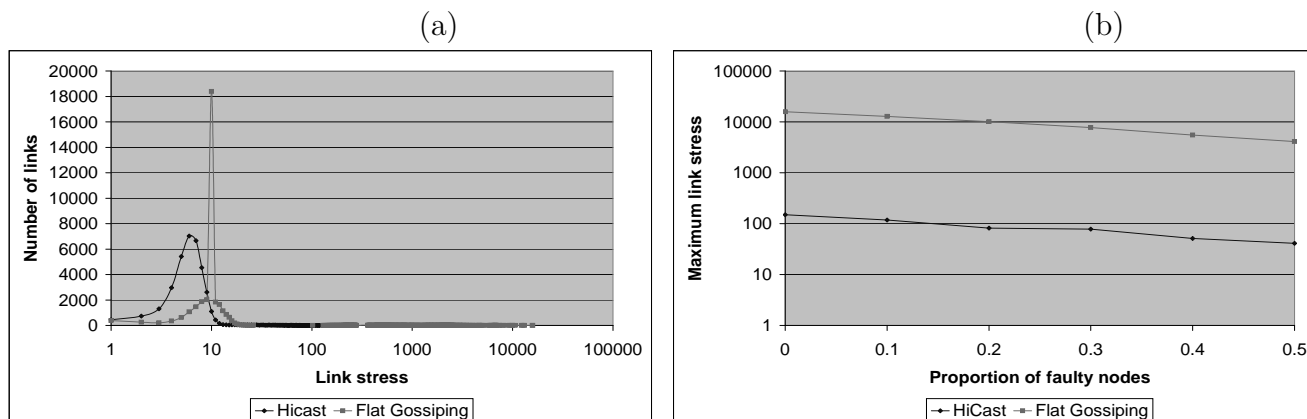 (a)
20000
18000
16000
14000
12000
10000
8000
6000
4000
2000
0
Number of links
1 10 100 1000 10000 100000
Link stress
Hicast Flat Gossiping
(b)
100000
10000
1000
100
10
1
Maximum link stress
0 0.1 0.2 0.3 0.4 0.5
Proportion of faulty nodes
HiCast Flat Gossiping